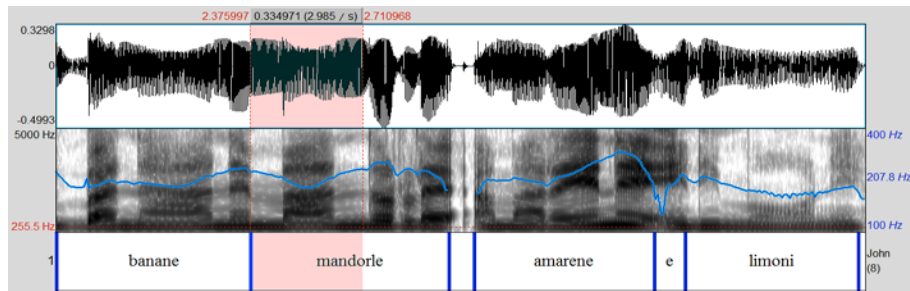 2.375997 0.334971 (2.985 / s) 2.710968
0.3298
0
-0.4993
5000 Hz 400 Hz
207.8 Hz
255.5 Hz 100 Hz
1 banane mandorle amarene e limoni John
(8)